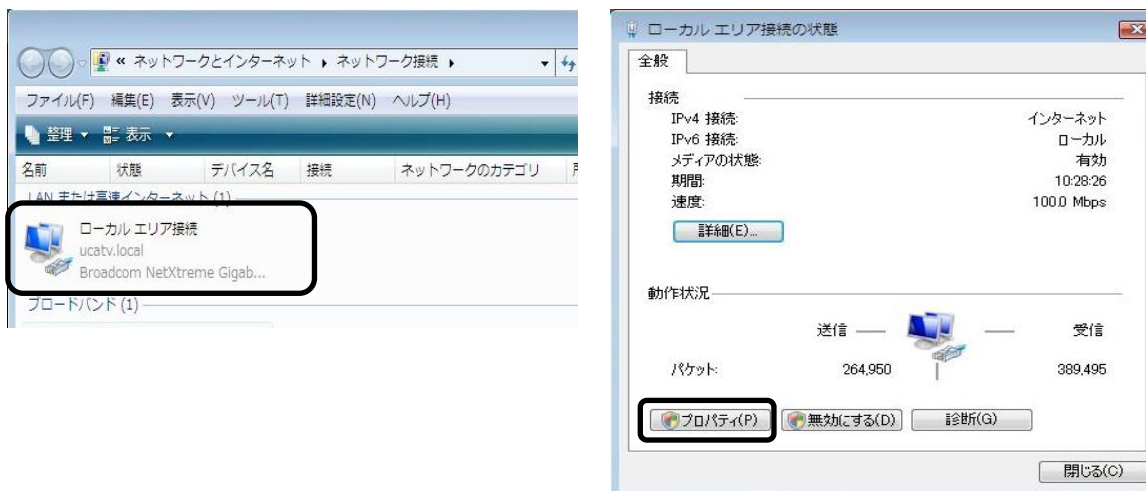 « ネットワークとインターネット ▸ ネットワーク接続 ▸
ファイル(F) 編集(E) 表示(V) ツール(T) 詳細設定(N) ヘルプ(H)
整理 表示
名前 状態 デバイス名 接続 ネットワークのカテゴリ
LAN または高速インターネット (1)
ローカル エリア接続
ucatv.local
Broadcom NetXtreme Gigab...
ブロードバンド (1)
ローカル エリア接続の状態
全般
接続
IPv4 接続: インターネット
IPv6 接続: ローカル
メディアの状態: 有効
期間: 10:28:26
速度: 100.0 Mbps
詳細(E)...
動作状況
送信 受信
パケット: 264,950 389,495
プロパティ(P) 無効にする(D) 診断(G)
閉じる(C)